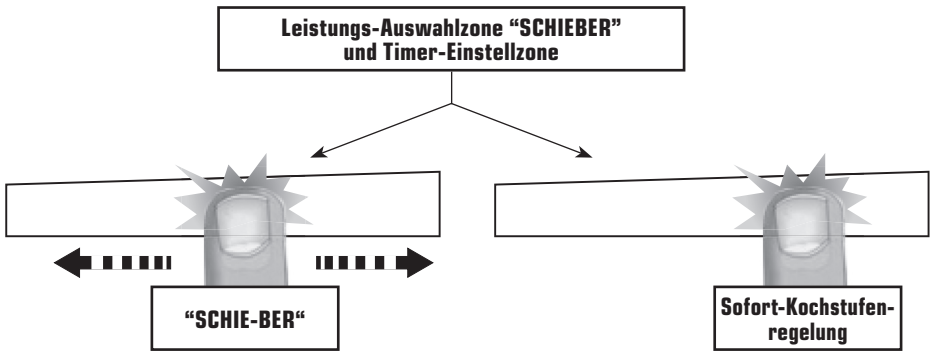 Leistungs-Auswahlzone “SCHIEBER”
und Timer-Einstellzone
“SCHIE-BER“
Sofort-Kochstufen-
regelung